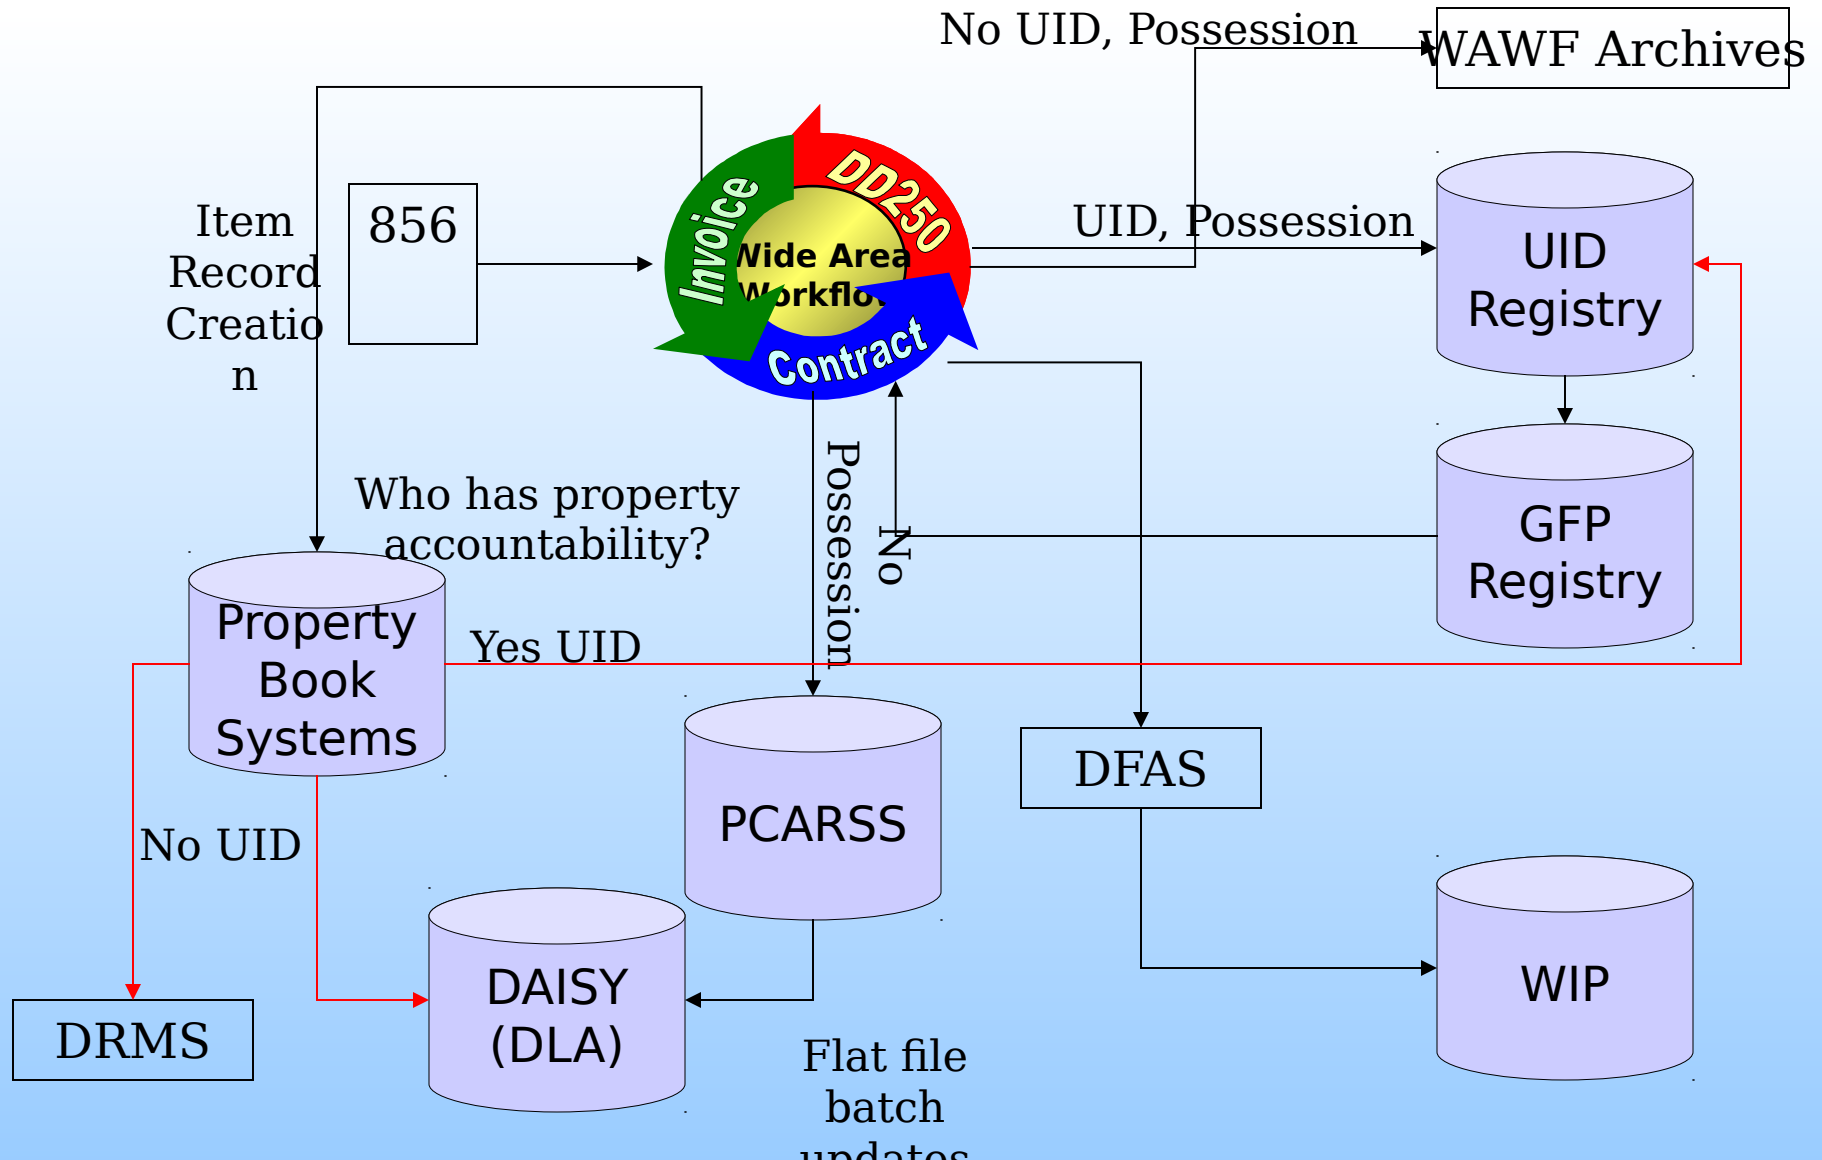 No UID, Possession
WAWF Archives
Item
Record
Creatio
n
856
Invoice
DD250
Wide Area
Workflow
Contract
UID, Possession
UID
Registry
GFP
Registry
Who has property
accountability?
Possession
No
Property
Book
Systems
Yes UID
PCARSS
DFAS
No UID
DRMS
DAISY
(DLA)
WIP
Flat file
batch
updates